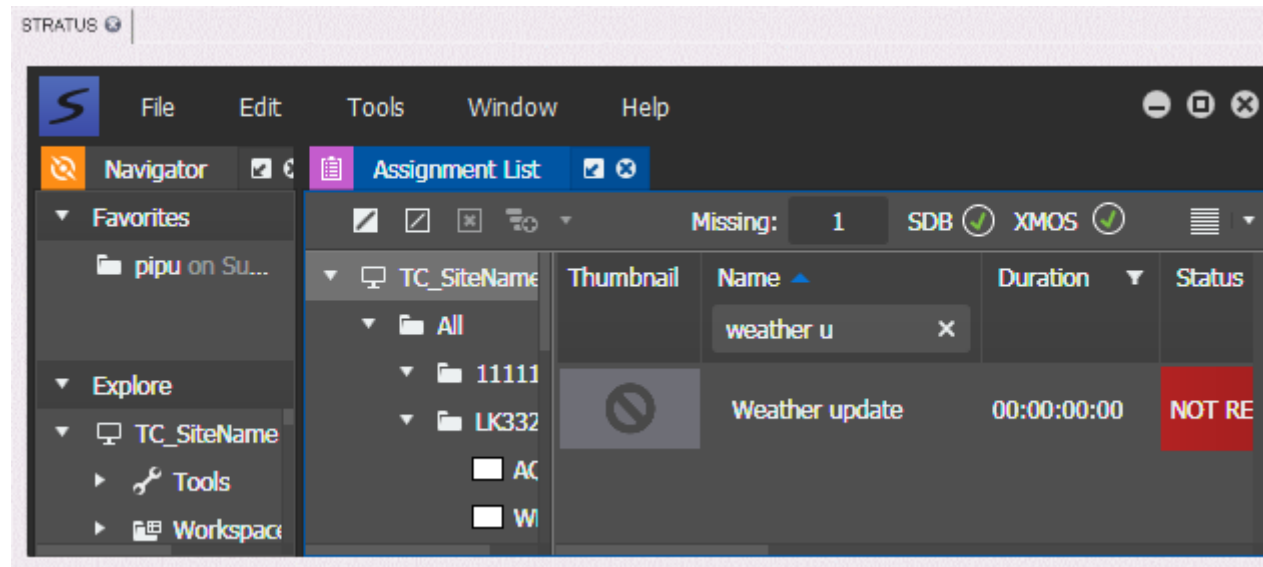 STRATUS
S File Edit Tools Window Help
Navigator Assignment List
Favorites Missing: 1 SDB XMOS
pipu on Su... TC_SiteName Thumbnail Name Duration Status
All weather u
Explore 11111
TC_SiteName LK332 Weather update 00:00:00:00 NOT RE
Tools AC
Workspace W